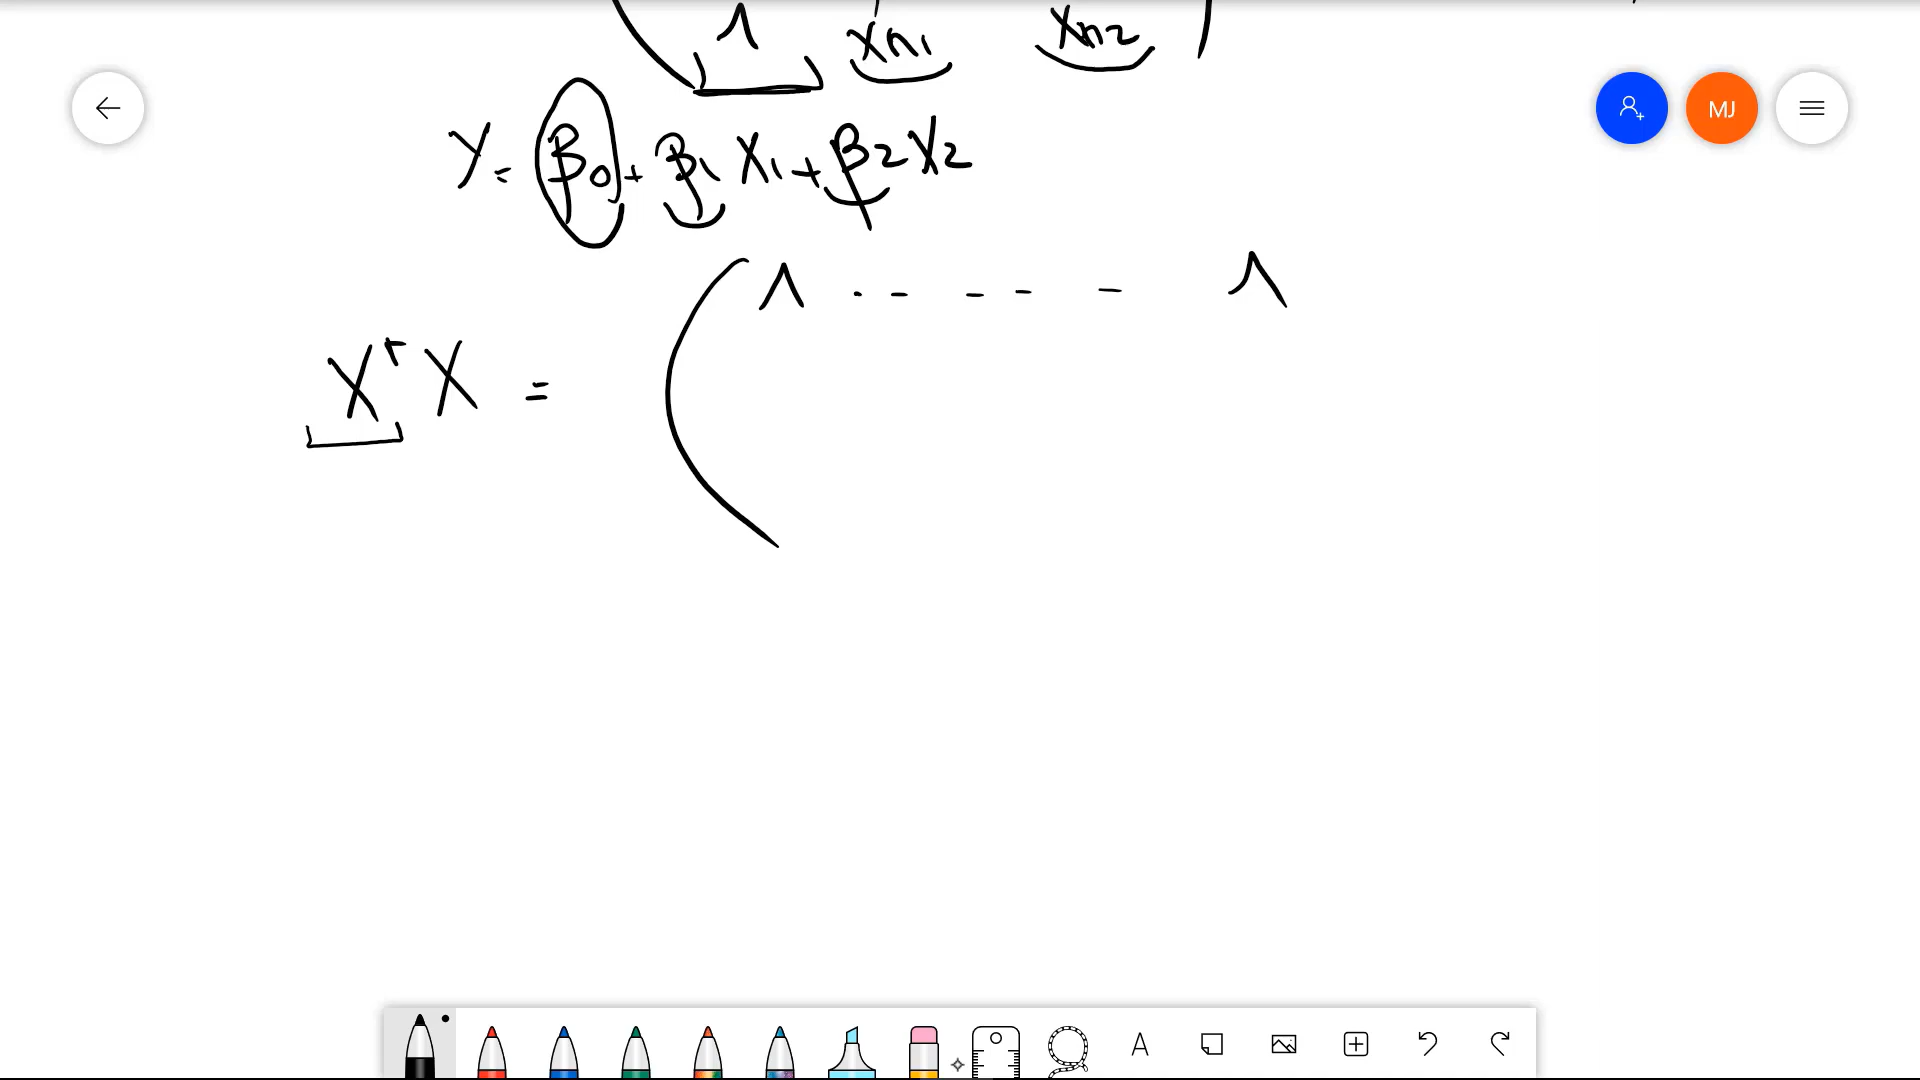 1 xn1 xn2
Y = β0 + β1 X1 + β2 X2
1 - - - - - 1
XᵀX = (
MJ
A